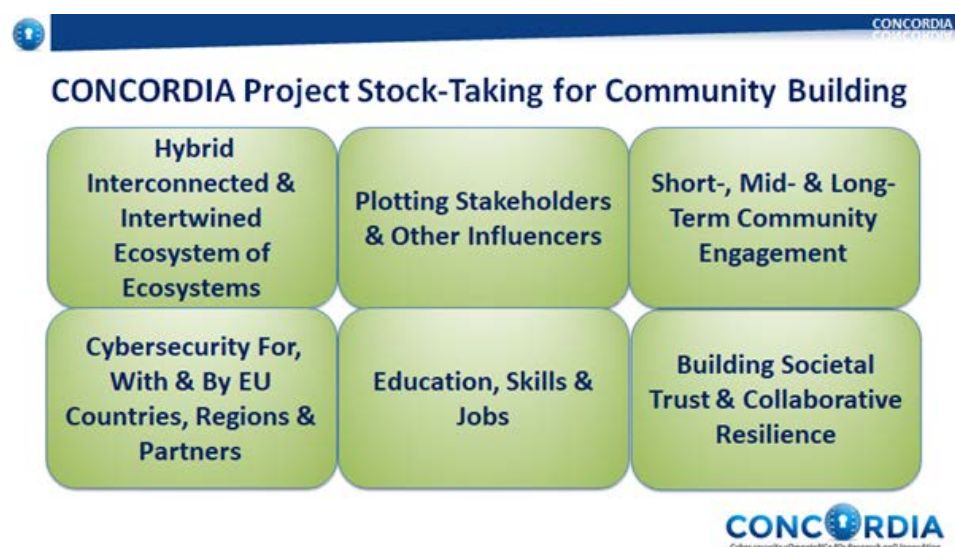 CONCORDIA
CONCORDIA Project Stock-Taking for Community Building
Hybrid
Interconnected &
Intertwined
Ecosystem of
Ecosystems
Plotting Stakeholders
& Other Influencers
Short-, Mid- & Long-
Term Community
Engagement
Cybersecurity For,
With & By EU
Countries, Regions &
Partners
Education, Skills &
Jobs
Building Societal
Trust & Collaborative
Resilience
CONCORDIA